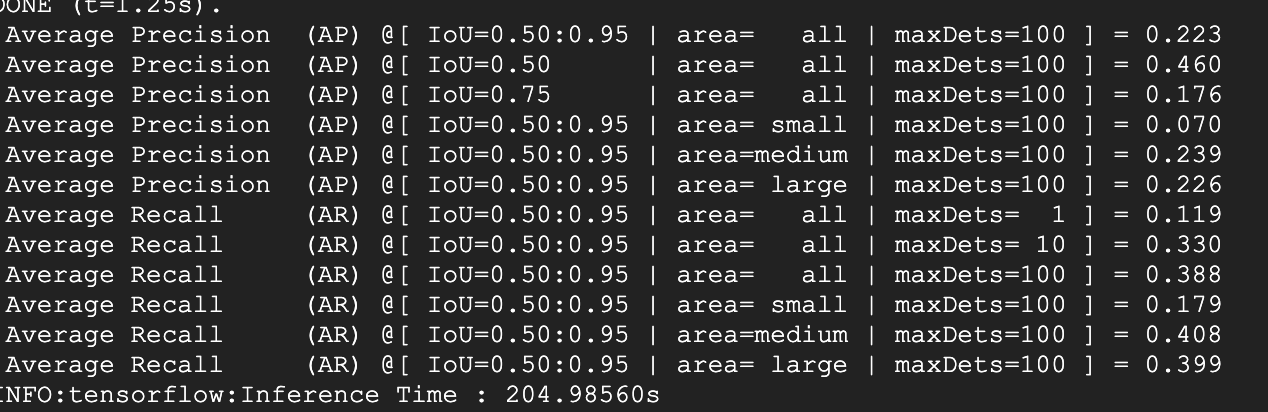 DONE (t=1.25s).
Average Precision  (AP) @[ IoU=0.50:0.95 | area=   all | maxDets=100 ] = 0.223
Average Precision  (AP) @[ IoU=0.50      | area=   all | maxDets=100 ] = 0.460
Average Precision  (AP) @[ IoU=0.75      | area=   all | maxDets=100 ] = 0.176
Average Precision  (AP) @[ IoU=0.50:0.95 | area= small | maxDets=100 ] = 0.070
Average Precision  (AP) @[ IoU=0.50:0.95 | area=medium | maxDets=100 ] = 0.239
Average Precision  (AP) @[ IoU=0.50:0.95 | area= large | maxDets=100 ] = 0.226
Average Recall     (AR) @[ IoU=0.50:0.95 | area=   all | maxDets=  1 ] = 0.119
Average Recall     (AR) @[ IoU=0.50:0.95 | area=   all | maxDets= 10 ] = 0.330
Average Recall     (AR) @[ IoU=0.50:0.95 | area=   all | maxDets=100 ] = 0.388
Average Recall     (AR) @[ IoU=0.50:0.95 | area= small | maxDets=100 ] = 0.179
Average Recall     (AR) @[ IoU=0.50:0.95 | area=medium | maxDets=100 ] = 0.408
Average Recall     (AR) @[ IoU=0.50:0.95 | area= large | maxDets=100 ] = 0.399
INFO:tensorflow:Inference Time : 204.98560s